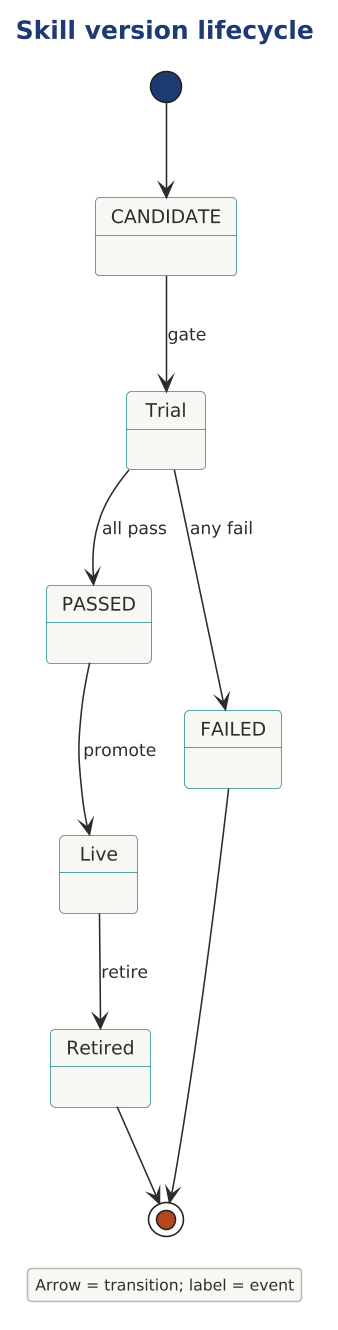 Skill version lifecycle
CANDIDATE
gate
Trial
all pass
any fail
PASSED
FAILED
promote
Live
retire
Retired
Arrow = transition; label = event